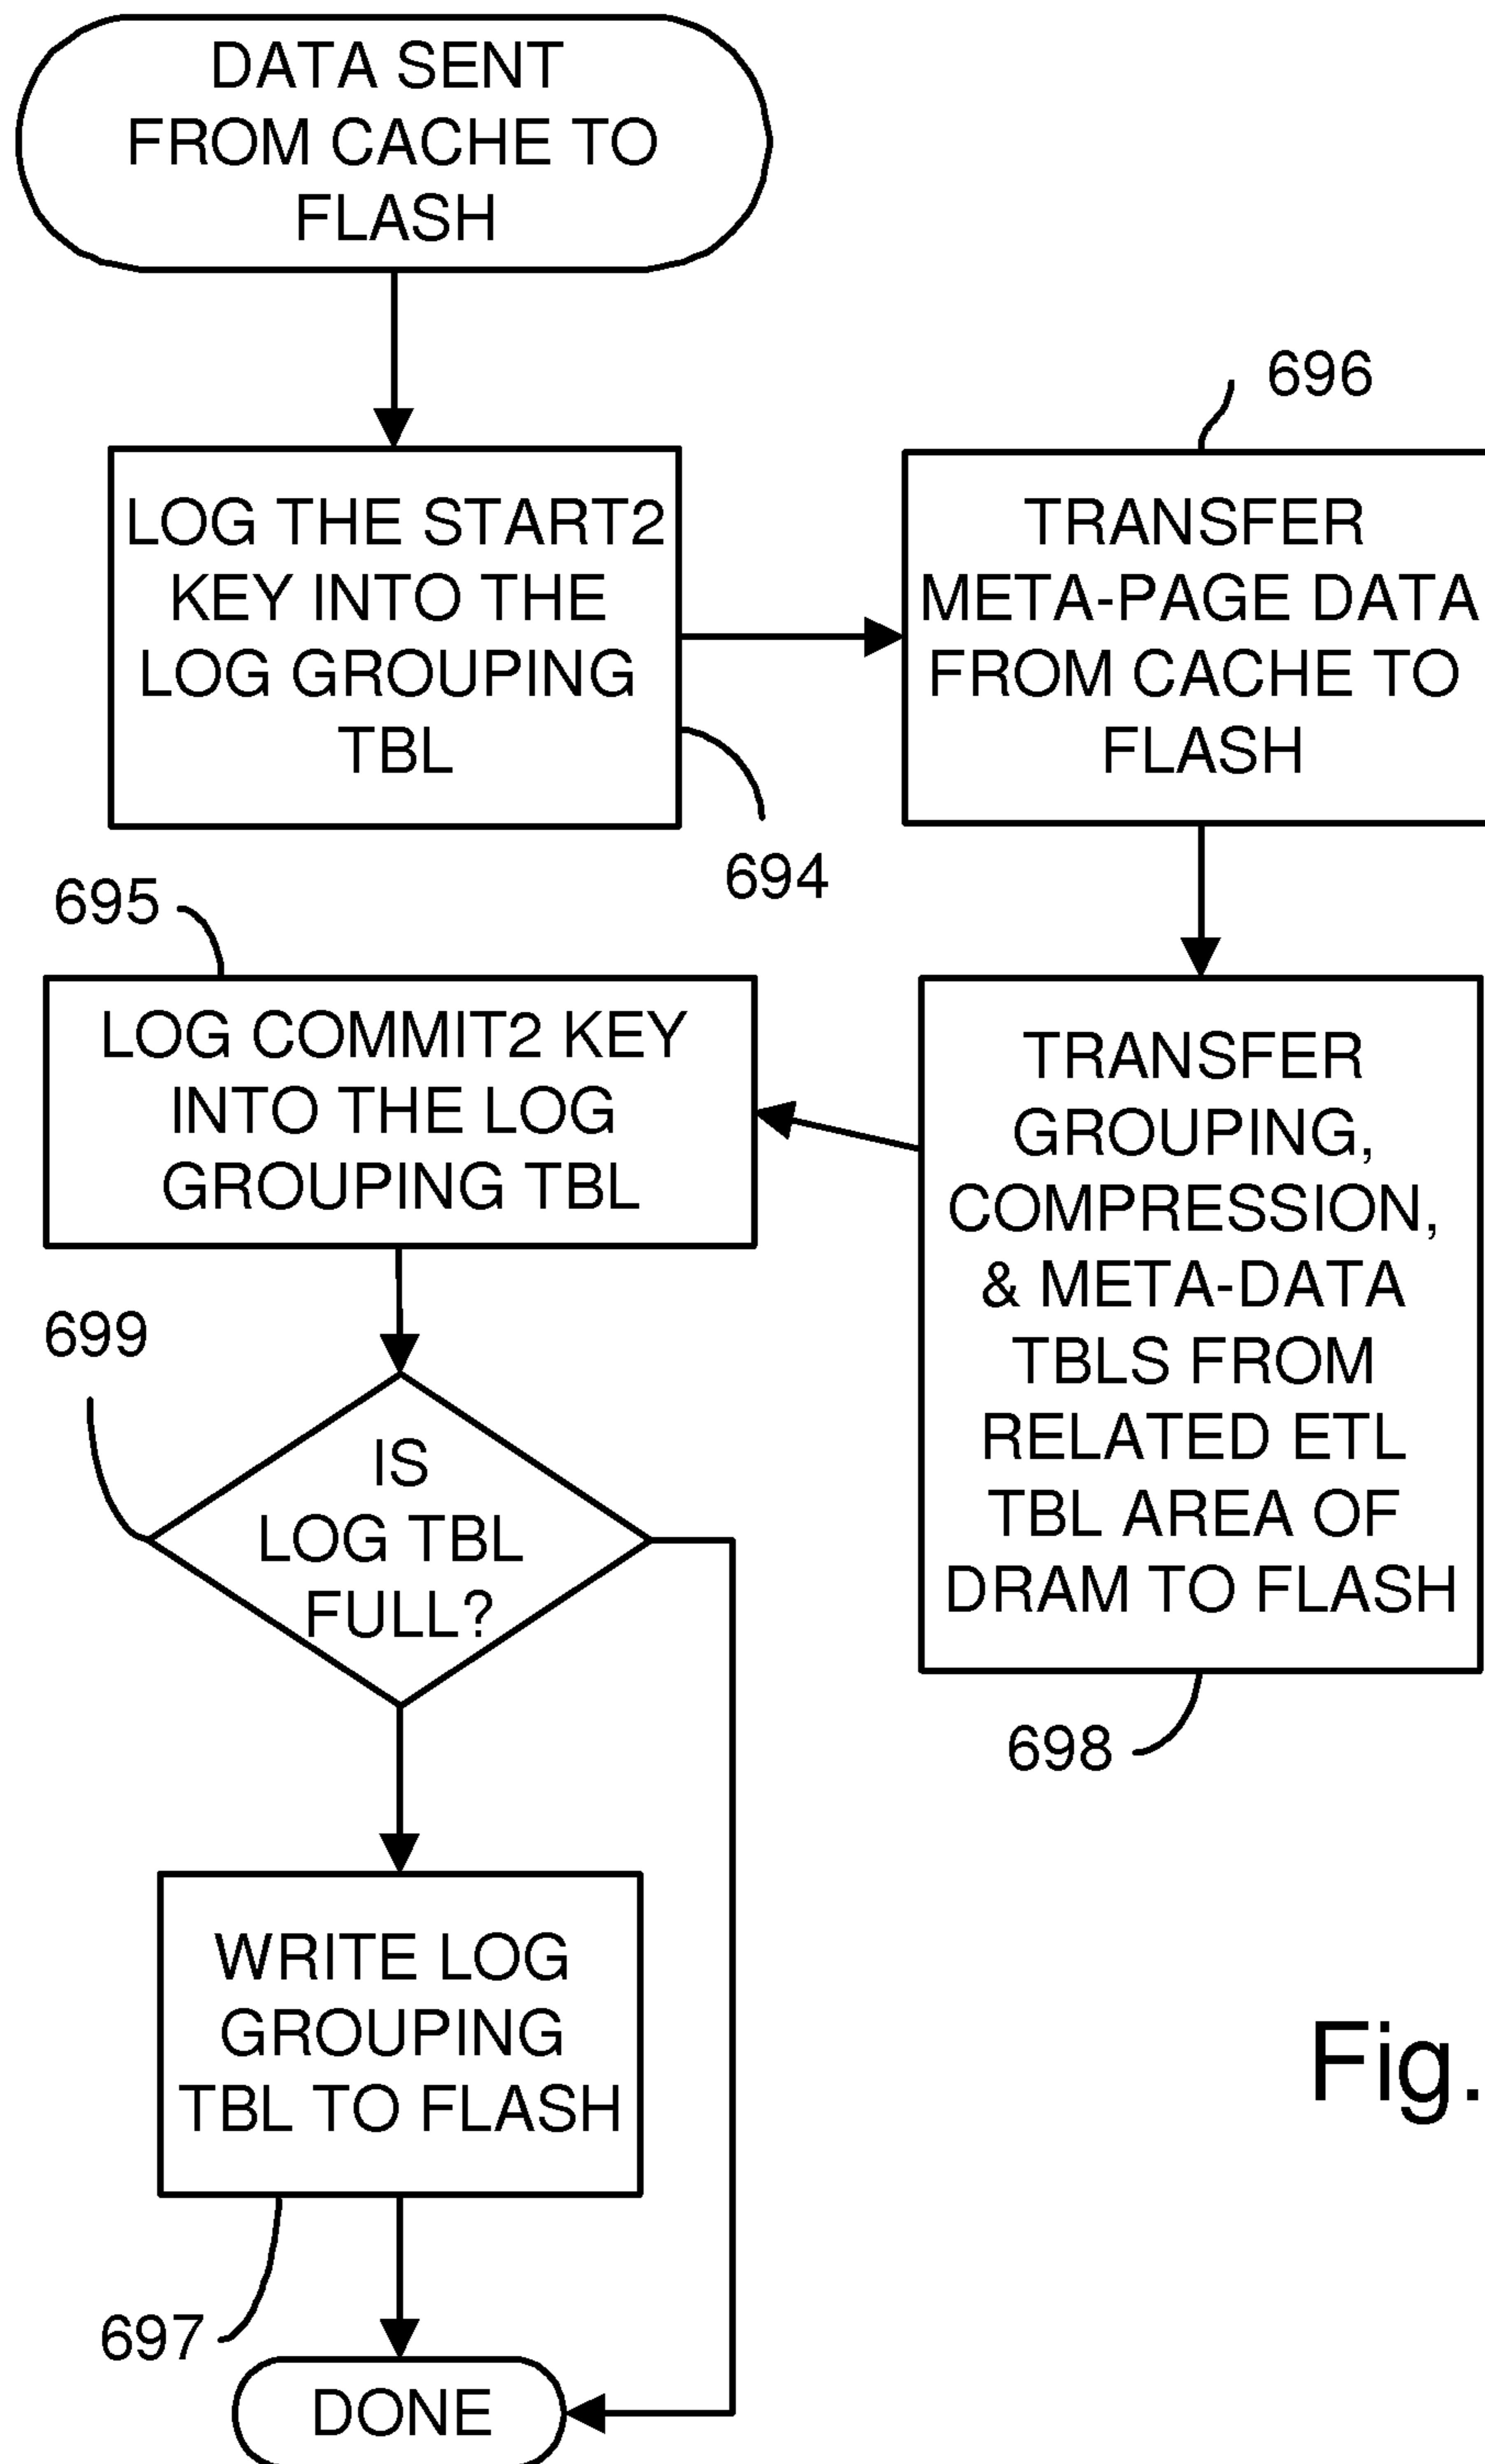 DATA SENT
FROM CACHE TO
FLASH
LOG THE START2
KEY INTO THE
LOG GROUPING
TBL
694
696
TRANSFER
META-PAGE DATA
FROM CACHE TO
FLASH
TRANSFER
GROUPING,
COMPRESSION,
& META-DATA
TBLS FROM
RELATED ETL
TBL AREA OF
DRAM TO FLASH
698
695
LOG COMMIT2 KEY
INTO THE LOG
GROUPING TBL
699
IS
LOG TBL
FULL?
WRITE LOG
GROUPING
TBL TO FLASH
697
DONE
Fig.